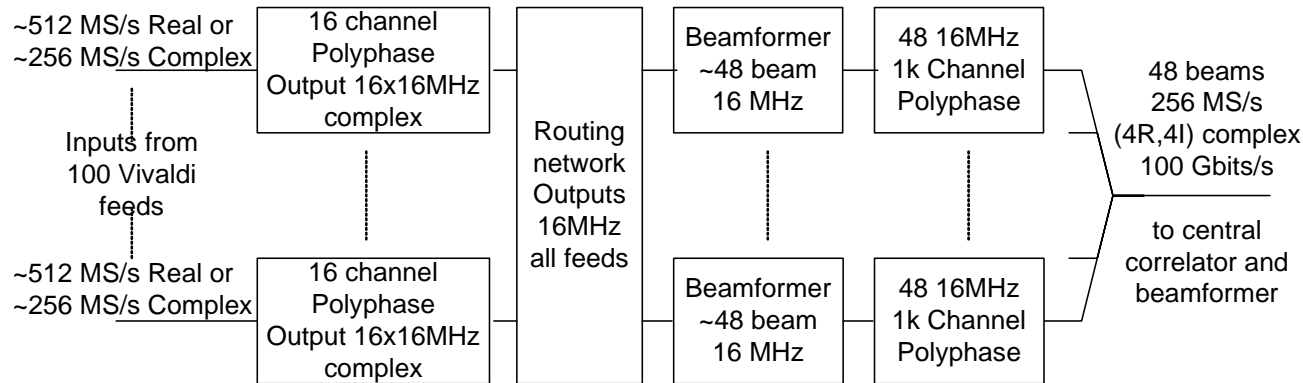 ~512 MS/s Real or
~256 MS/s Complex
Inputs from
100 Vivaldi
feeds
~512 MS/s Real or
~256 MS/s Complex
16 channel
Polyphase
Output 16x16MHz
complex
16 channel
Polyphase
Output 16x16MHz
complex
Routing
network
Outputs
16MHz
all feeds
Beamformer
~48 beam
16 MHz
Beamformer
~48 beam
16 MHz
48 16MHz
1k Channel
Polyphase
48 16MHz
1k Channel
Polyphase
48 beams
256 MS/s
(4R,4I) complex
100 Gbits/s
to central
correlator and
beamformer